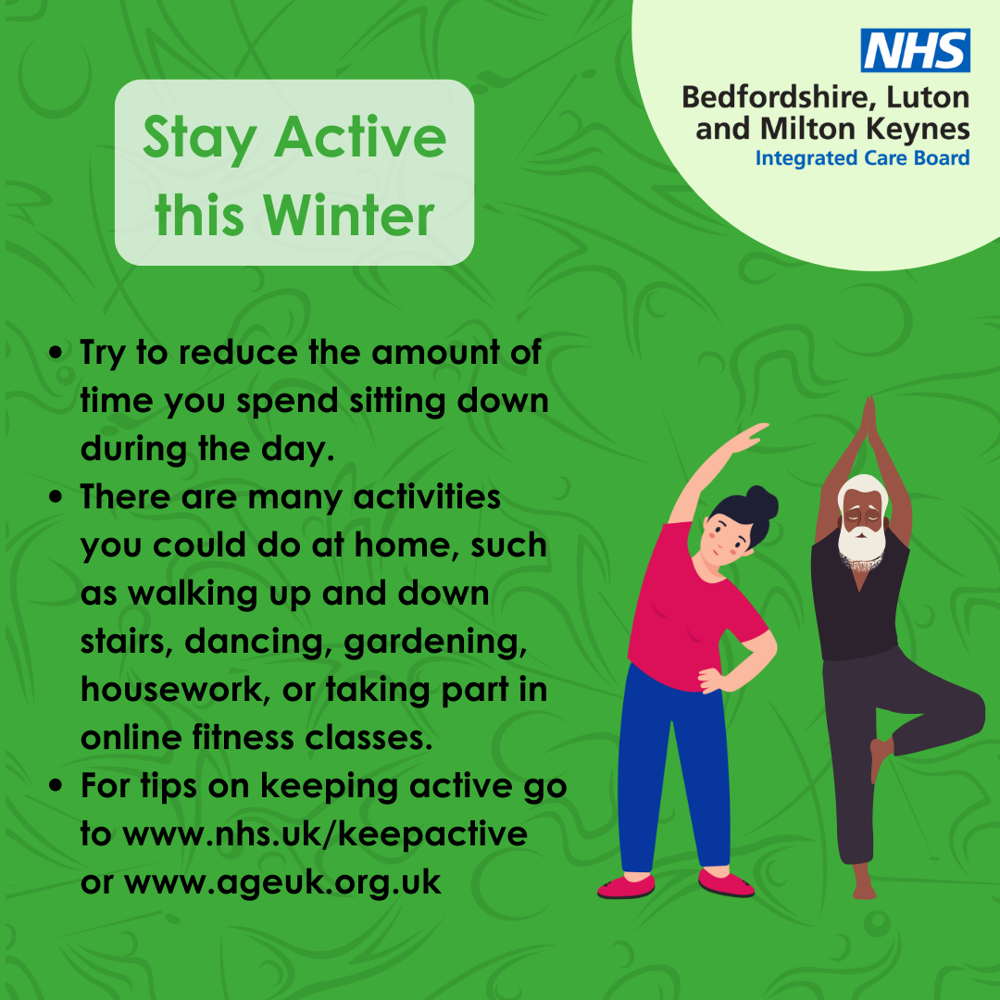 NHS
Bedfordshire, Luton
and Milton Keynes
Integrated Care Board
Stay Active
this Winter
• Try to reduce the amount of
time you spend sitting down
during the day.
• There are many activities
you could do at home, such
as walking up and down
stairs, dancing, gardening,
housework, or taking part in
online fitness classes.
• For tips on keeping active go
to www.nhs.uk/keepactive
or www.ageuk.org.uk